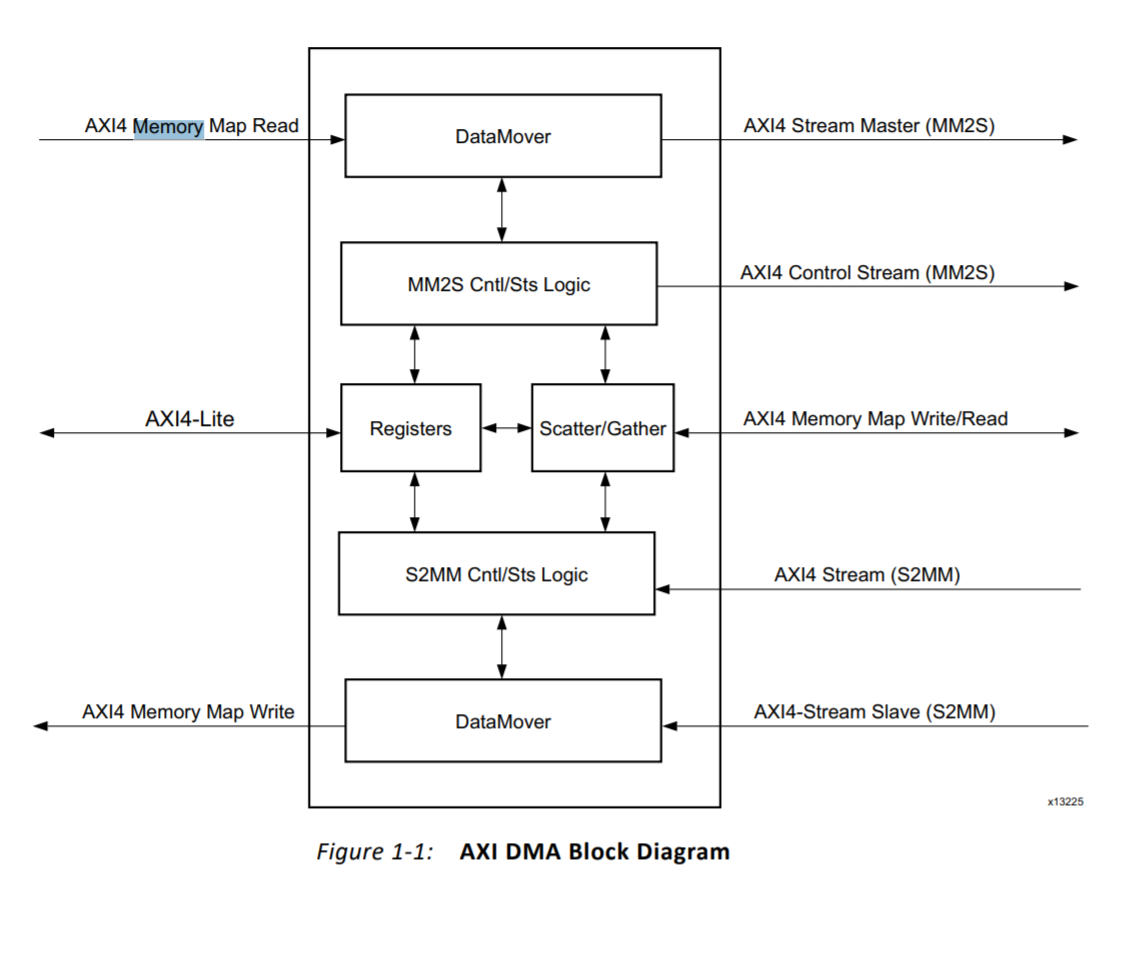 AXI4 Memory Map Read
DataMover
AXI4 Stream Master (MM2S)
MM2S Cntl/Sts Logic
AXI4 Control Stream (MM2S)
AXI4-Lite
Registers
Scatter/Gather
AXI4 Memory Map Write/Read
S2MM Cntl/Sts Logic
AXI4 Stream (S2MM)
AXI4 Memory Map Write
DataMover
AXI4-Stream Slave (S2MM)
x13225
Figure 1-1: AXI DMA Block Diagram